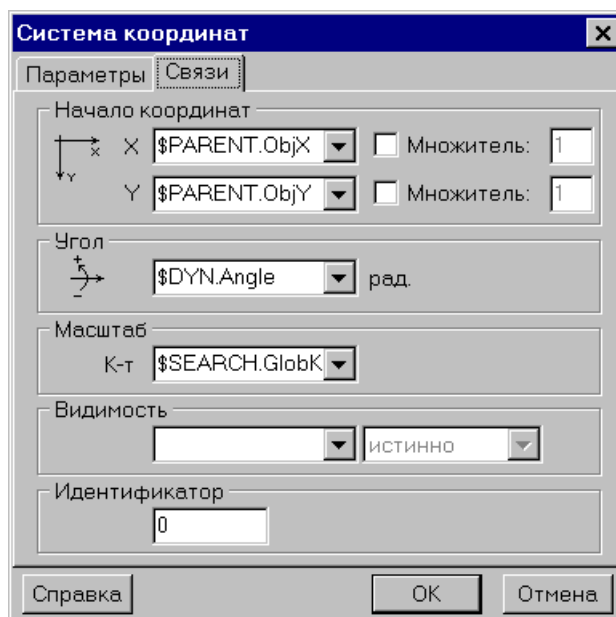 Система координат
Параметры Связи
Начало координат
X $PARENT.ObjX Множитель: 1
Y $PARENT.ObjY Множитель: 1
Угол
$DYN.Angle рад.
Масштаб
К-т $SEARCH.GlobK
Видимость
истинно
Идентификатор
0
Справка OK Отмена